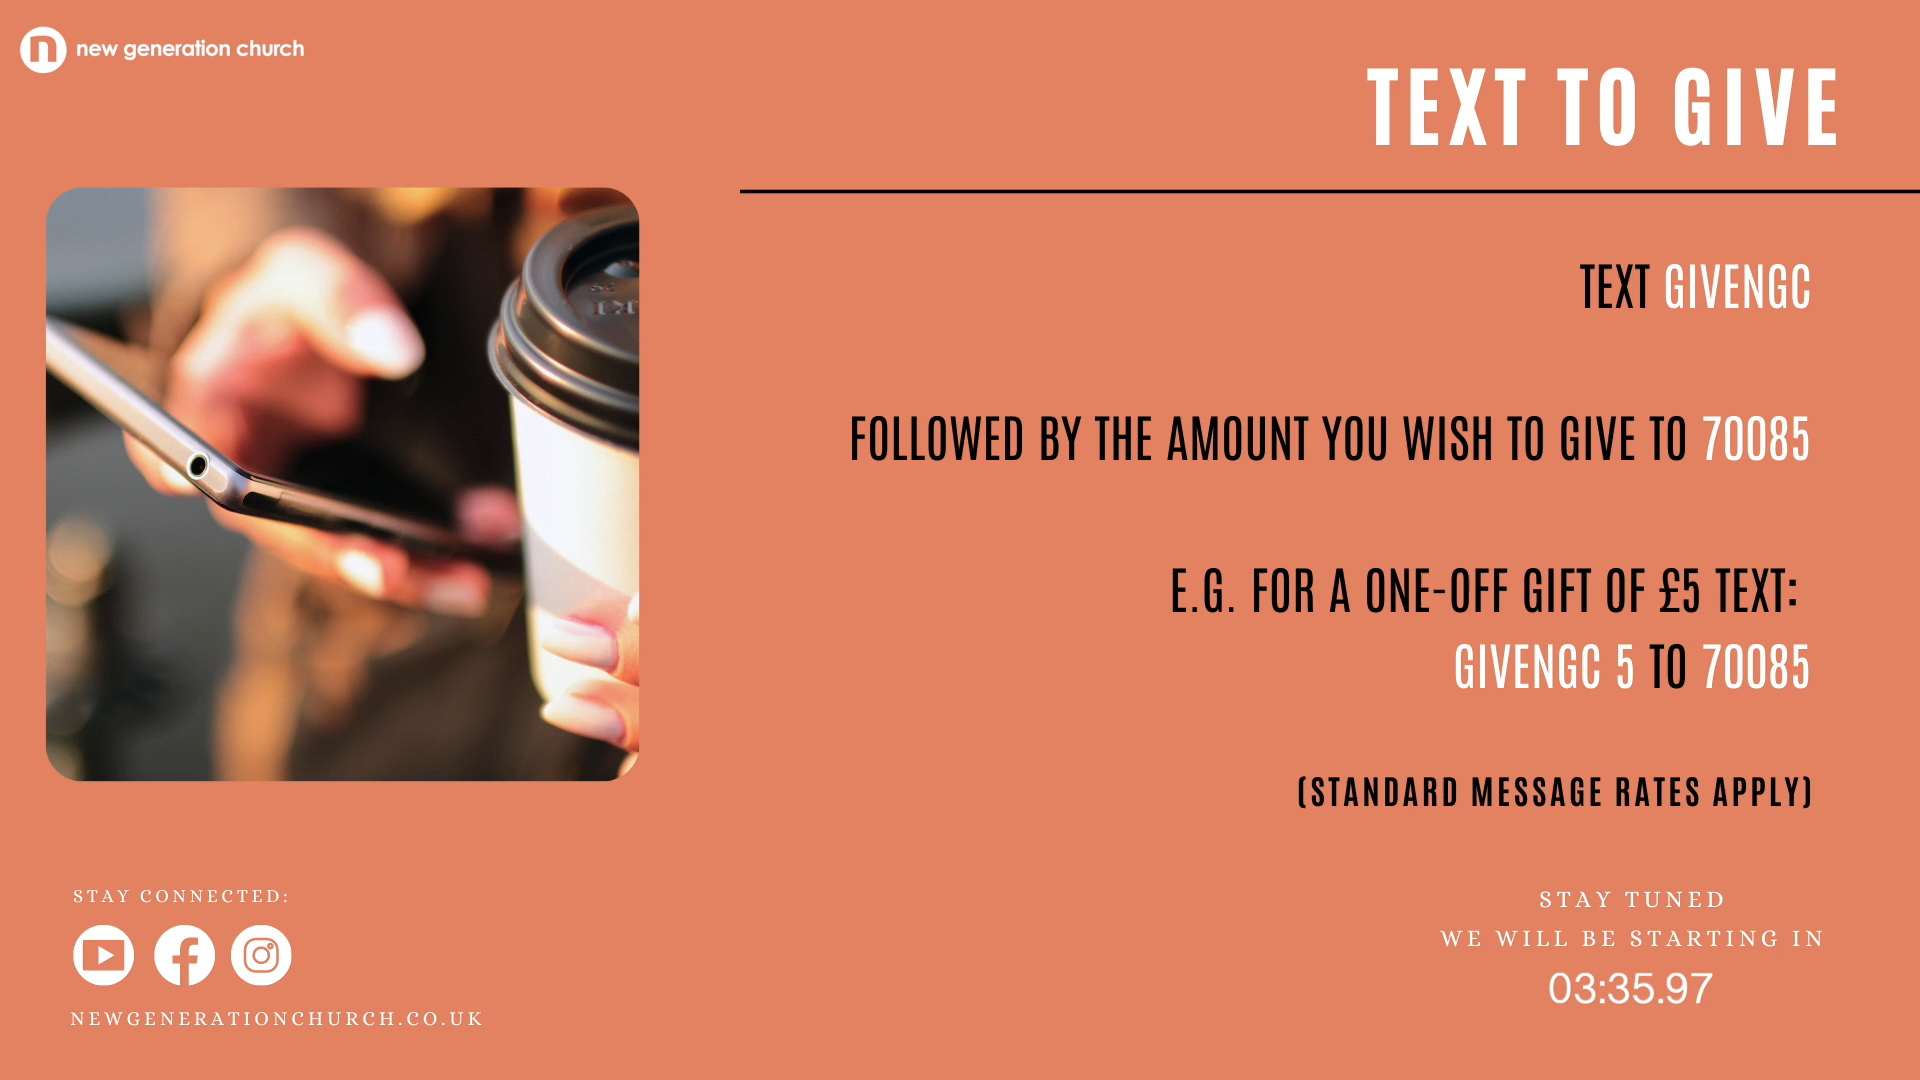 new generation church
TEXT TO GIVE
TEXT GIVENGC
FOLLOWED BY THE AMOUNT YOU WISH TO GIVE TO 70085
E.G. FOR A ONE-OFF GIFT OF £5 TEXT:
GIVENGC 5 TO 70085
(STANDARD MESSAGE RATES APPLY)
STAY CONNECTED:
NEWGENERATIONCHURCH.CO.UK
STAY TUNED
WE WILL BE STARTING IN
03:35.97